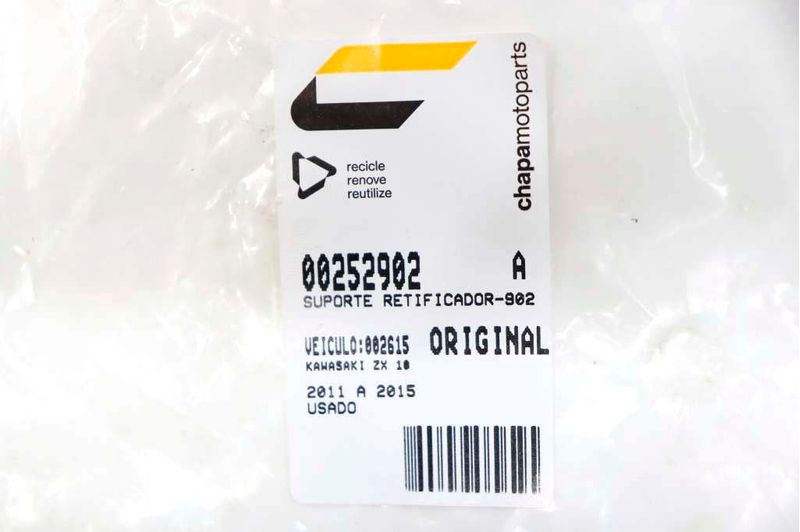 chapamotoparts
recicle
renove
reutilize
00252902 A
SUPORTE RETIFICADOR-902
VEICULO:002615 ORIGINAL
KAWASAKI ZX 10
2011 A 2015
USADO